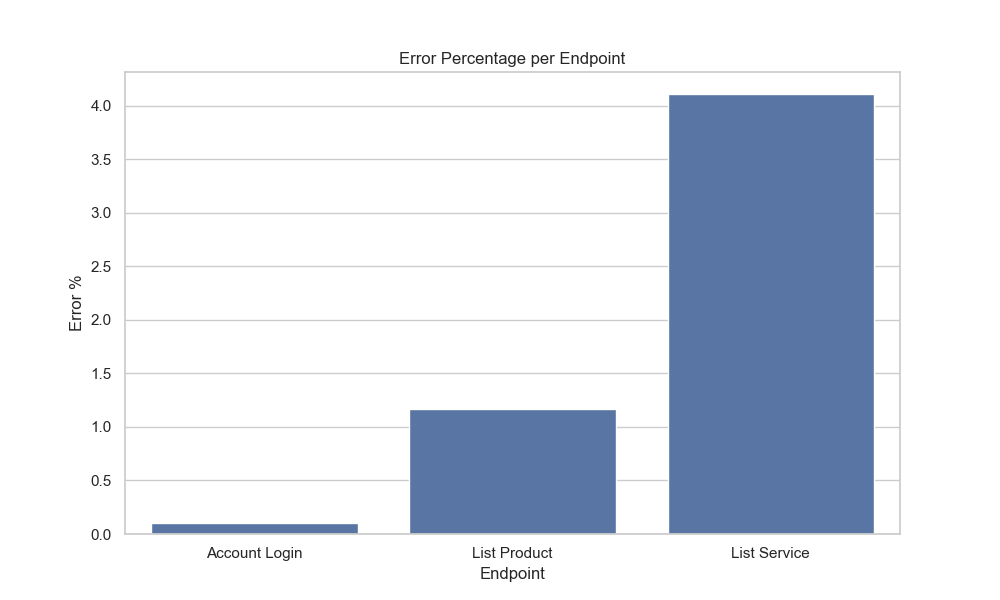 Error Percentage per Endpoint
4.0
3.5
3.0
2.5
2.0
1.5
1.0
0.5
0.0
Error %
Account Login
List Product
List Service
Endpoint